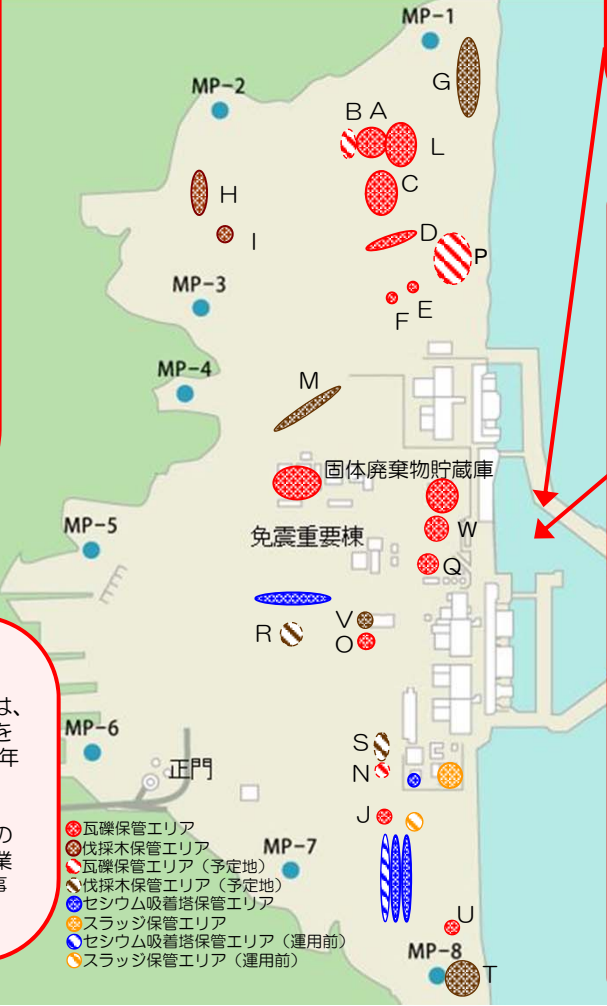 MP-1
G
MP-2
B A
L
C
H
D
I
P
MP-3
E
F
MP-4
M
固体廃棄物貯蔵庫
MP-5
W
免震重要棟
Q
V
R
O
は、
を
年
MP-6
S
正門
N
の
業
事
J
MP-7
瓦礫保管エリア
伐採木保管エリア
瓦礫保管エリア（予定地）
伐採木保管エリア（予定地）
セシウム吸着塔保管エリア
スラッジ保管エリア
セシウム吸着塔保管エリア（運用前）
スラッジ保管エリア（運用前）
U
MP-8
T